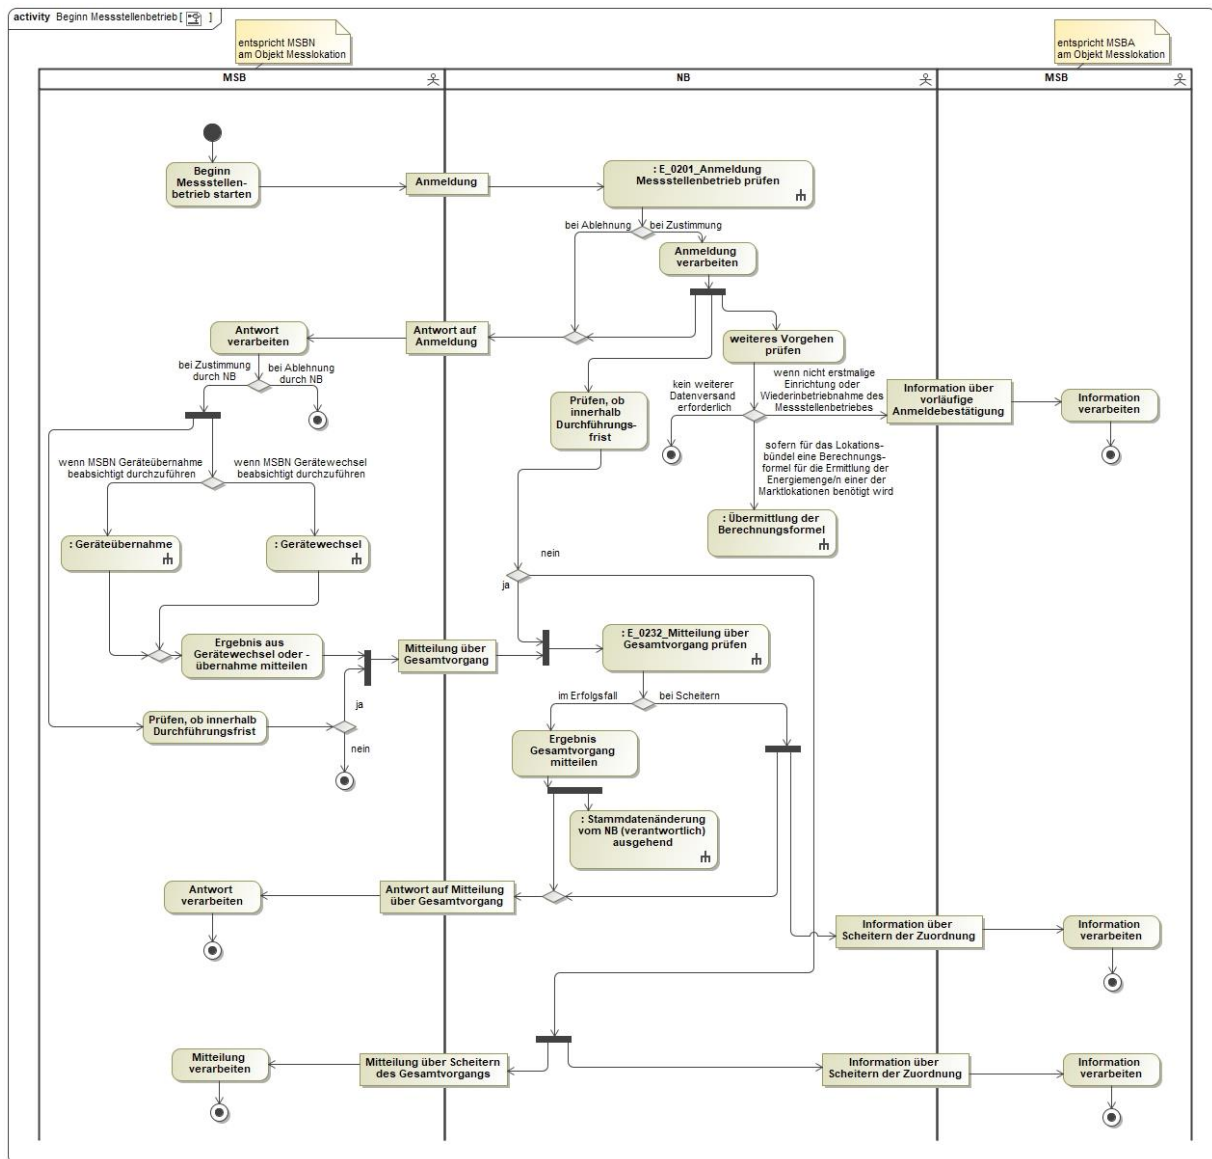 activity Beginn Messstellenbetrieb [ ]
entspricht MSBN
am Objekt Messlokation
entspricht MSBA
am Objekt Messlokation
MSB
NB
MSB
Beginn
Messstellen-
betrieb starten
Anmeldung
: E_0201_Anmeldung
Messstellenbetrieb prüfen
bei Ablehnung
bei Zustimmung
Anmeldung
verarbeiten
Antwort
verarbeiten
Antwort auf
Anmeldung
weiteres Vorgehen
prüfen
bei Zustimmung
durch NB
bei Ablehnung
durch NB
Prüfen, ob
innerhalb
Durchführungs-
frist
kein weiterer
Datenversand
erforderlich
wenn nicht erstmalige
Einrichtung oder
Wiederinbetriebnahme des
Messstellenbetriebes
Information über
vorläufige
Anmeldebestätigung
Information
verarbeiten
wenn MSBN Geräteübernahme
beabsichtigt durchzuführen
wenn MSBN Gerätewechsel
beabsichtigt durchzuführen
sofern für das Lokations-
bündel eine Berechnungs-
formel für die Ermittlung der
Energiemenge/n einer der
Marktlokationen benötigt wird
: Geräteübernahme
: Gerätewechsel
: Übermittlung der
Berechnungsformel
nein
ja
Ergebnis aus
Gerätewechsel oder -
übernahme mitteilen
Mitteilung über
Gesamtvorgang
: E_0232_Mitteilung über
Gesamtvorgang prüfen
ja
Prüfen, ob innerhalb
Durchführungsfrist
nein
im Erfolgsfall
bei Scheitern
Ergebnis
Gesamtvorgang
mitteilen
: Stammdatenänderung
vom NB (verantwortlich)
ausgehend
Antwort
verarbeiten
Antwort auf Mitteilung
über Gesamtvorgang
Information über
Scheitern der Zuordnung
Information
verarbeiten
Mitteilung
verarbeiten
Mitteilung über Scheitern
des Gesamtvorgangs
Information über
Scheitern der Zuordnung
Information
verarbeiten